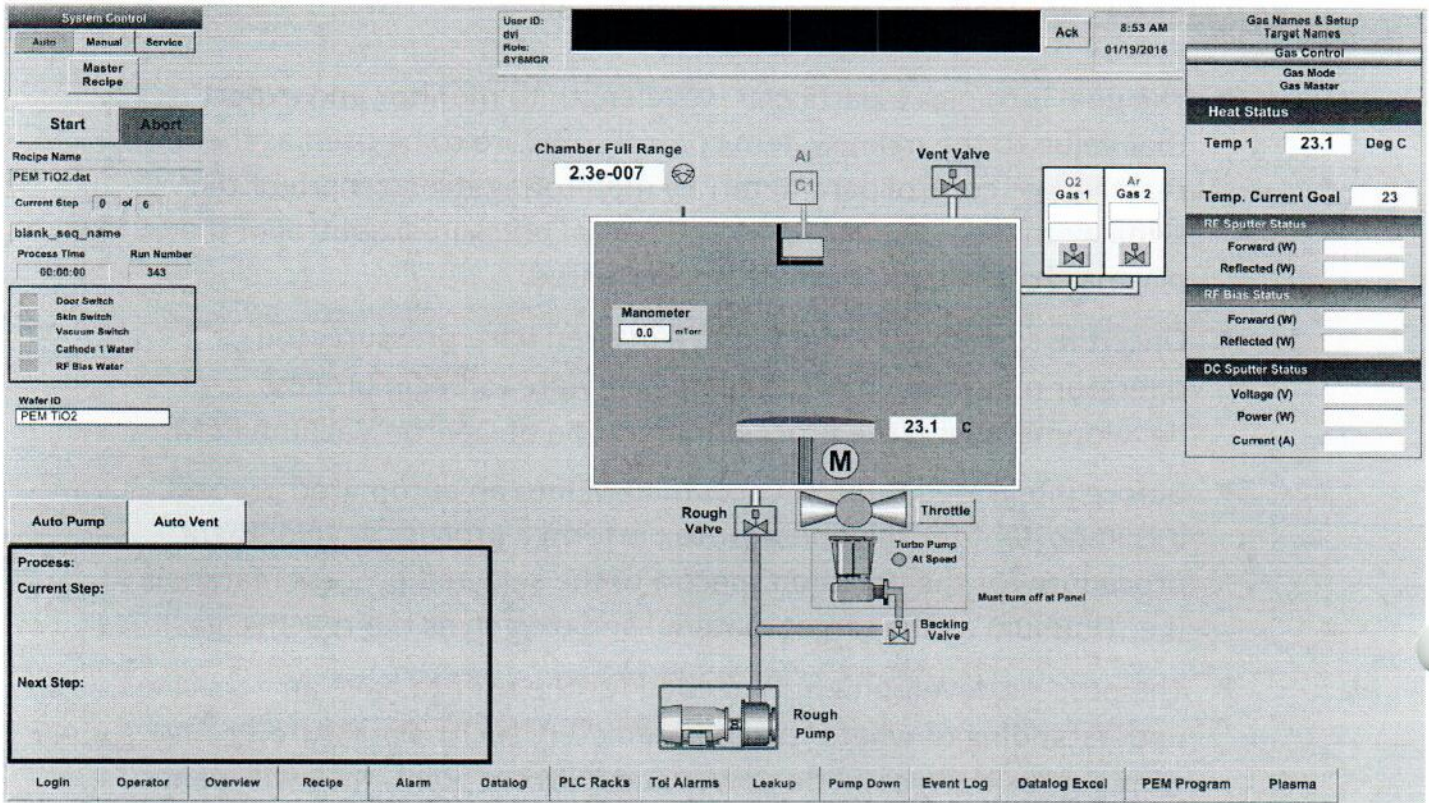 System Control
Auto Manual Service
Master
Recipe
Start Abort
Recipe Name
PEM TiO2.dat
Current Step 0 of 6
blank_seq_name
Process Time Run Number
00:00:00 343
Door Switch
Skin Switch
Vacuum Switch
Cathode 1 Water
RF Bias Water
Wafer ID
PEM TiO2
Auto Pump Auto Vent
Process:
Current Step:
Next Step:
User ID:
dvi
Role:
SYSMGR
Ack
8:53 AM
01/19/2016
Chamber Full Range
2.3e-007
Al
C1
Vent Valve
O2
Gas 1
Ar
Gas 2
Manometer
0.0 mTorr
23.1 C
M
Rough
Valve
Throttle
Turbo Pump
At Speed
Must turn off at Panel
Backing
Valve
Rough
Pump
Gas Names & Setup
Target Names
Gas Control
Gas Mode
Gas Master
Heat Status
Temp 1 23.1 Deg C
Temp. Current Goal 23
RF Sputter Status
Forward (W)
Reflected (W)
RF Bias Status
Forward (W)
Reflected (W)
DC Sputter Status
Voltage (V)
Power (W)
Current (A)
Login Operator Overview Recipe Alarm Datalog PLC Racks Tol Alarms Leakup Pump Down Event Log Datalog Excel PEM Program Plasma